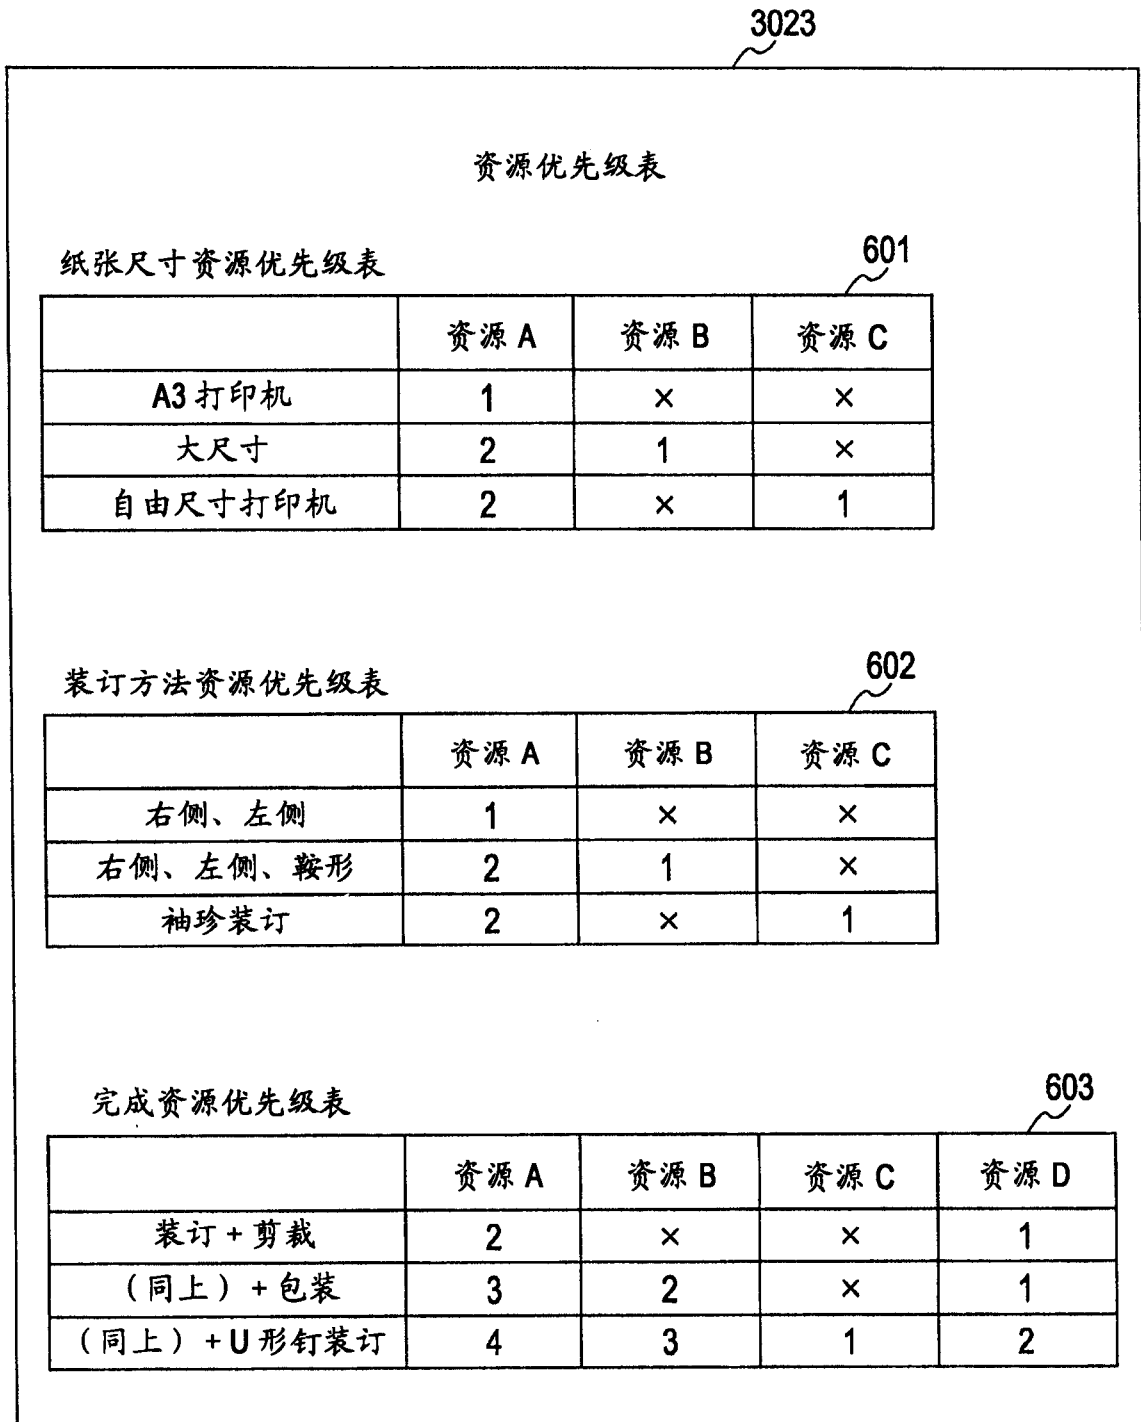 3023
资源优先级表
纸张尺寸资源优先级表
601
资源 A 资源 B 资源 C
A3 打印机 1 × ×
大尺寸 2 1 ×
自由尺寸打印机 2 × 1
装订方法资源优先级表
602
资源 A 资源 B 资源 C
右侧、左侧 1 × ×
右侧、左侧、鞍形 2 1 ×
袖珍装订 2 × 1
完成资源优先级表
603
资源 A 资源 B 资源 C 资源 D
装订 + 剪裁 2 × × 1
（同上）+ 包装 3 2 × 1
（同上）+ U 形钉装订 4 3 1 2